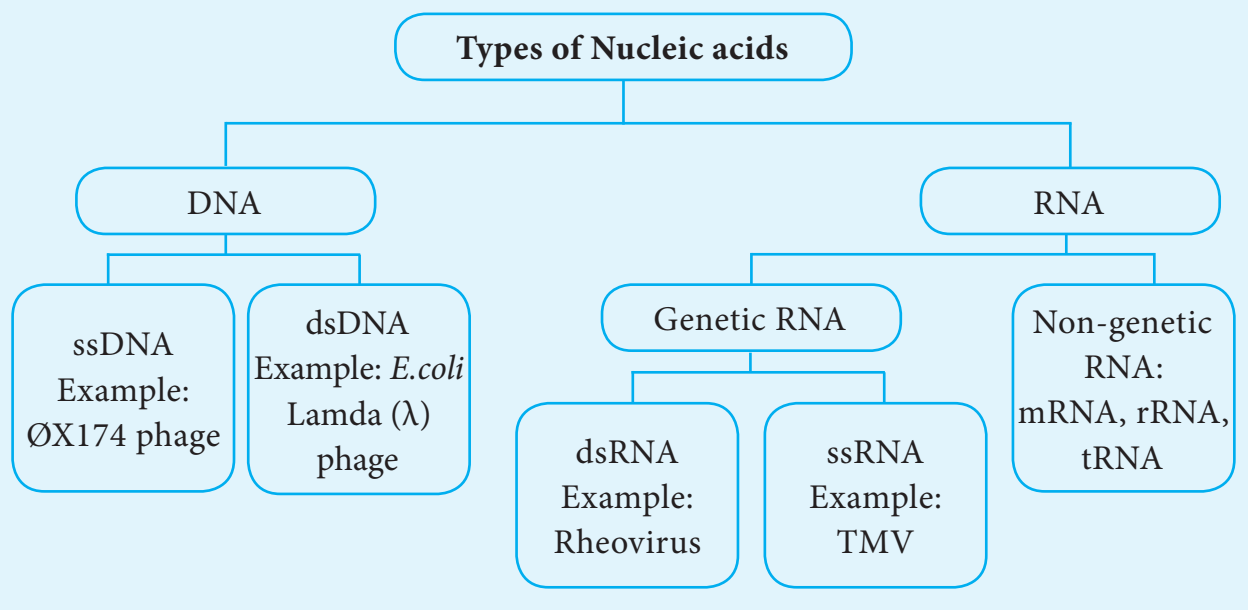 Types of Nucleic acids
DNA
RNA
ssDNA
Example:
ØX174 phage
dsDNA
Example: E.coli
Lamda (λ)
phage
Genetic RNA
dsRNA
Example:
Rheovirus
ssRNA
Example:
TMV
Non-genetic
RNA:
mRNA, rRNA,
tRNA